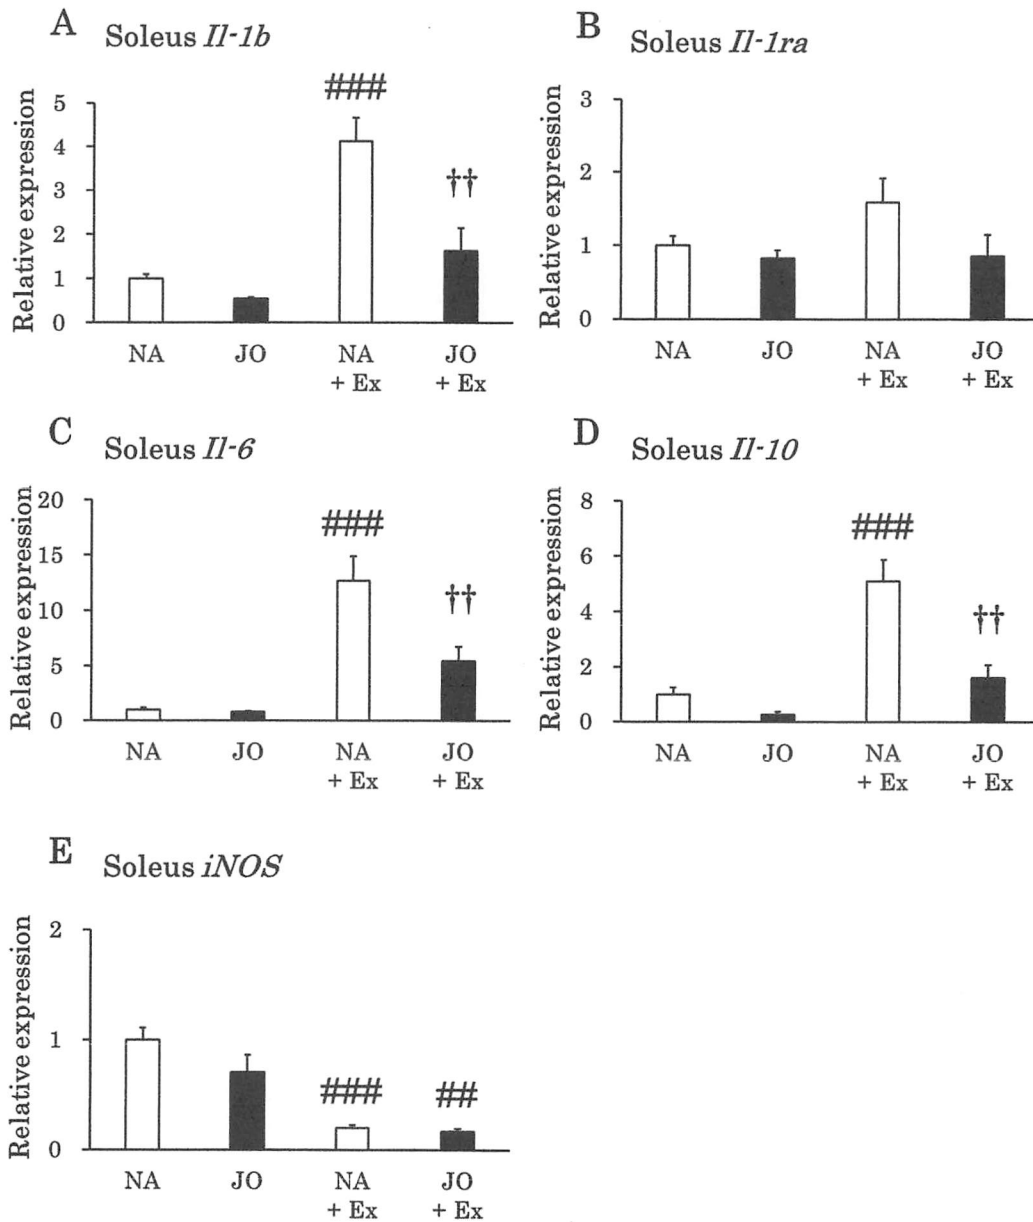 A Soleus Il-1b
Relative expression
5
4
3
2
1
0
###
††
NA JO NA JO
+ Ex + Ex
B Soleus Il-1ra
Relative expression
3
2
1
0
NA JO NA JO
+ Ex + Ex
C Soleus Il-6
Relative expression
20
15
10
5
0
###
††
NA JO NA JO
+ Ex + Ex
D Soleus Il-10
Relative expression
8
6
4
2
0
###
††
NA JO NA JO
+ Ex + Ex
E Soleus iNOS
Relative expression
2
1
0
### ##
NA JO NA JO
+ Ex + Ex